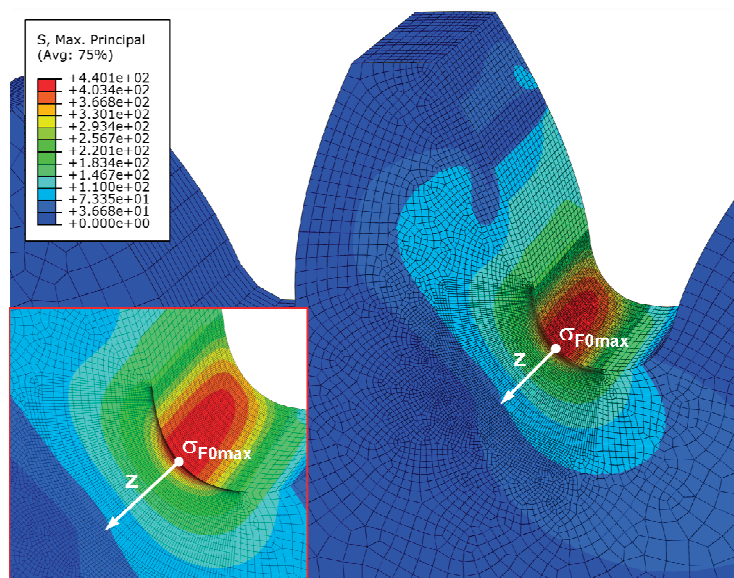 S, Max. Principal
(Avg: 75%)
+4.401e+02
+4.034e+02
+3.668e+02
+3.301e+02
+2.934e+02
+2.567e+02
+2.201e+02
+1.834e+02
+1.467e+02
+1.100e+02
+7.335e+01
+3.668e+01
+0.000e+00
σF0max
z
σF0max
z